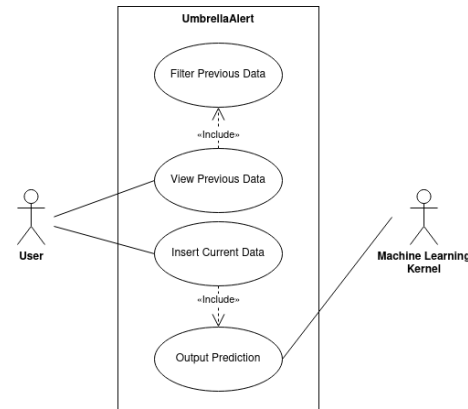 UmbrellaAlert
Filter Previous Data
«Include»
View Previous Data
Insert Current Data
User
Machine Learning
Kernel
«Include»
Output Prediction